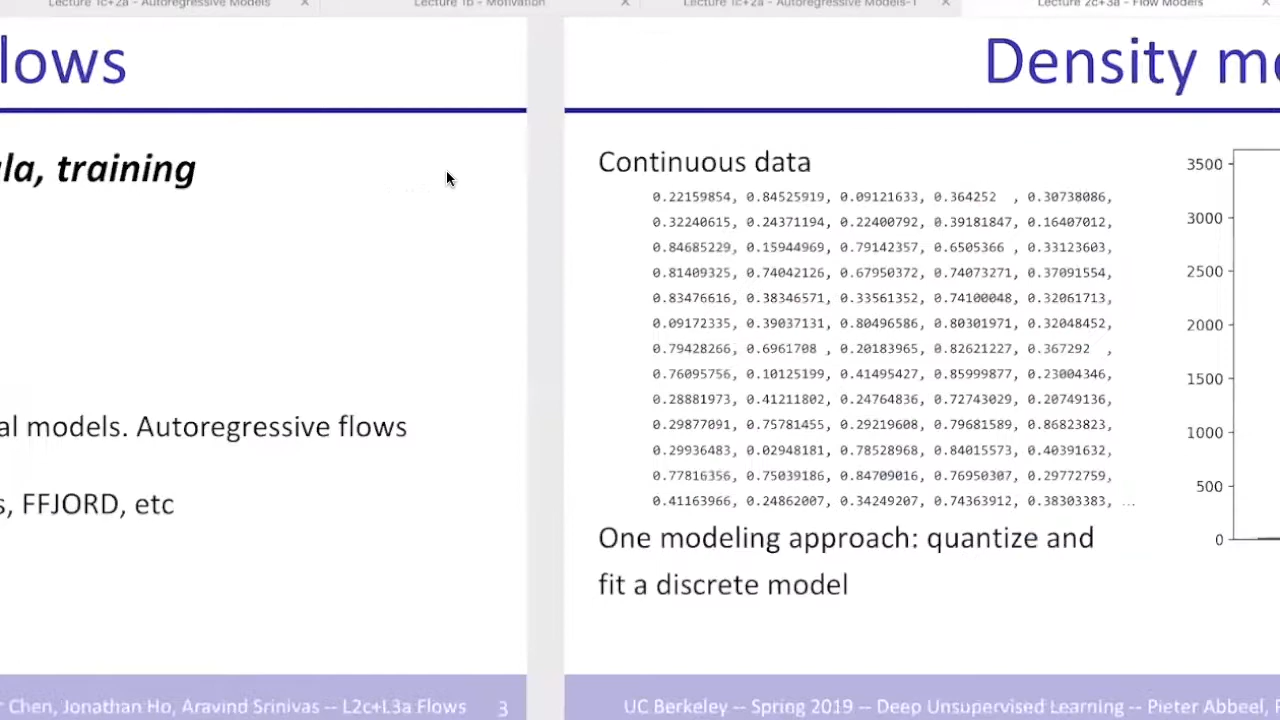 Lecture 1c+2a - Autoregressive Models
Lecture 1b - Motivation
Lecture 1c+2a - Autoregressive Models-1
Lecture 2c+3a - Flow Models
lows
la, training
al models. Autoregressive flows
s, FFJORD, etc
r Chen, Jonathan Ho, Aravind Srinivas -- L2c+L3a Flows 3
Density mo
Continuous data
0.22159854, 0.84525919, 0.09121633, 0.364252 , 0.30738086,
0.32240615, 0.24371194, 0.22400792, 0.39181847, 0.16407012,
0.84685229, 0.15944969, 0.79142357, 0.6505366 , 0.33123603,
0.81409325, 0.74042126, 0.67950372, 0.74073271, 0.37091554,
0.83476616, 0.38346571, 0.33561352, 0.74100048, 0.32061713,
0.09172335, 0.39037131, 0.80496586, 0.80301971, 0.32048452,
0.79428266, 0.6961708 , 0.20183965, 0.82621227, 0.367292 ,
0.76095756, 0.10125199, 0.41495427, 0.85999877, 0.23004346,
0.28881973, 0.41211802, 0.24764836, 0.72743029, 0.20749136,
0.29877091, 0.75781455, 0.29219608, 0.79681589, 0.86823823,
0.29936483, 0.02948181, 0.78528968, 0.84015573, 0.40391632,
0.77816356, 0.75039186, 0.84709016, 0.76950307, 0.29772759,
0.41163966, 0.24862007, 0.34249207, 0.74363912, 0.38303383, ...
One modeling approach: quantize and
fit a discrete model
3500
3000
2500
2000
1500
1000
500
0
UC Berkeley -- Spring 2019 -- Deep Unsupervised Learning -- Pieter Abbeel,